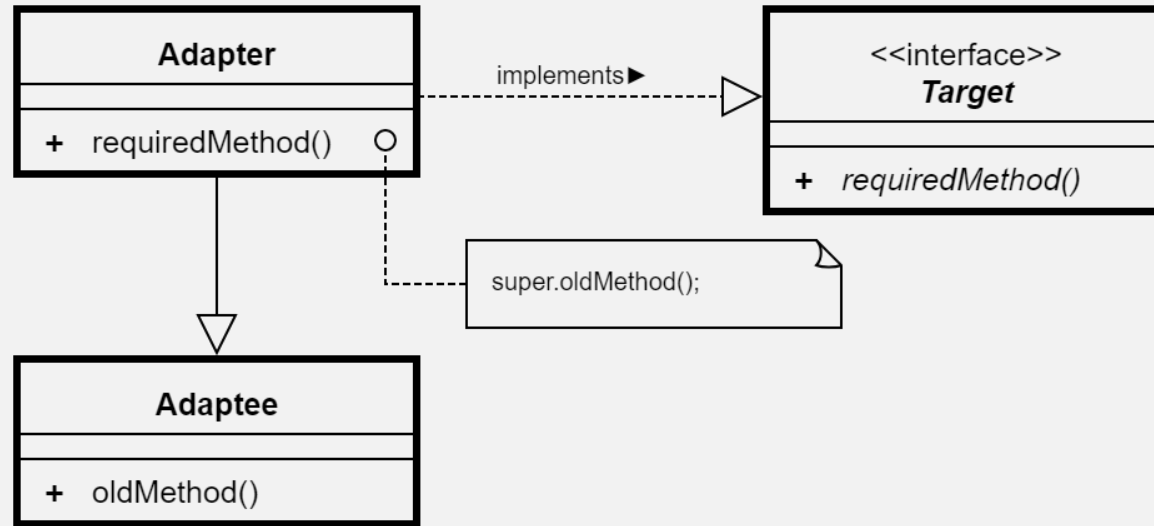 Adapter
+ requiredMethod()
implements►
<<interface>>
Target
+ requiredMethod()
super.oldMethod();
Adaptee
+ oldMethod()